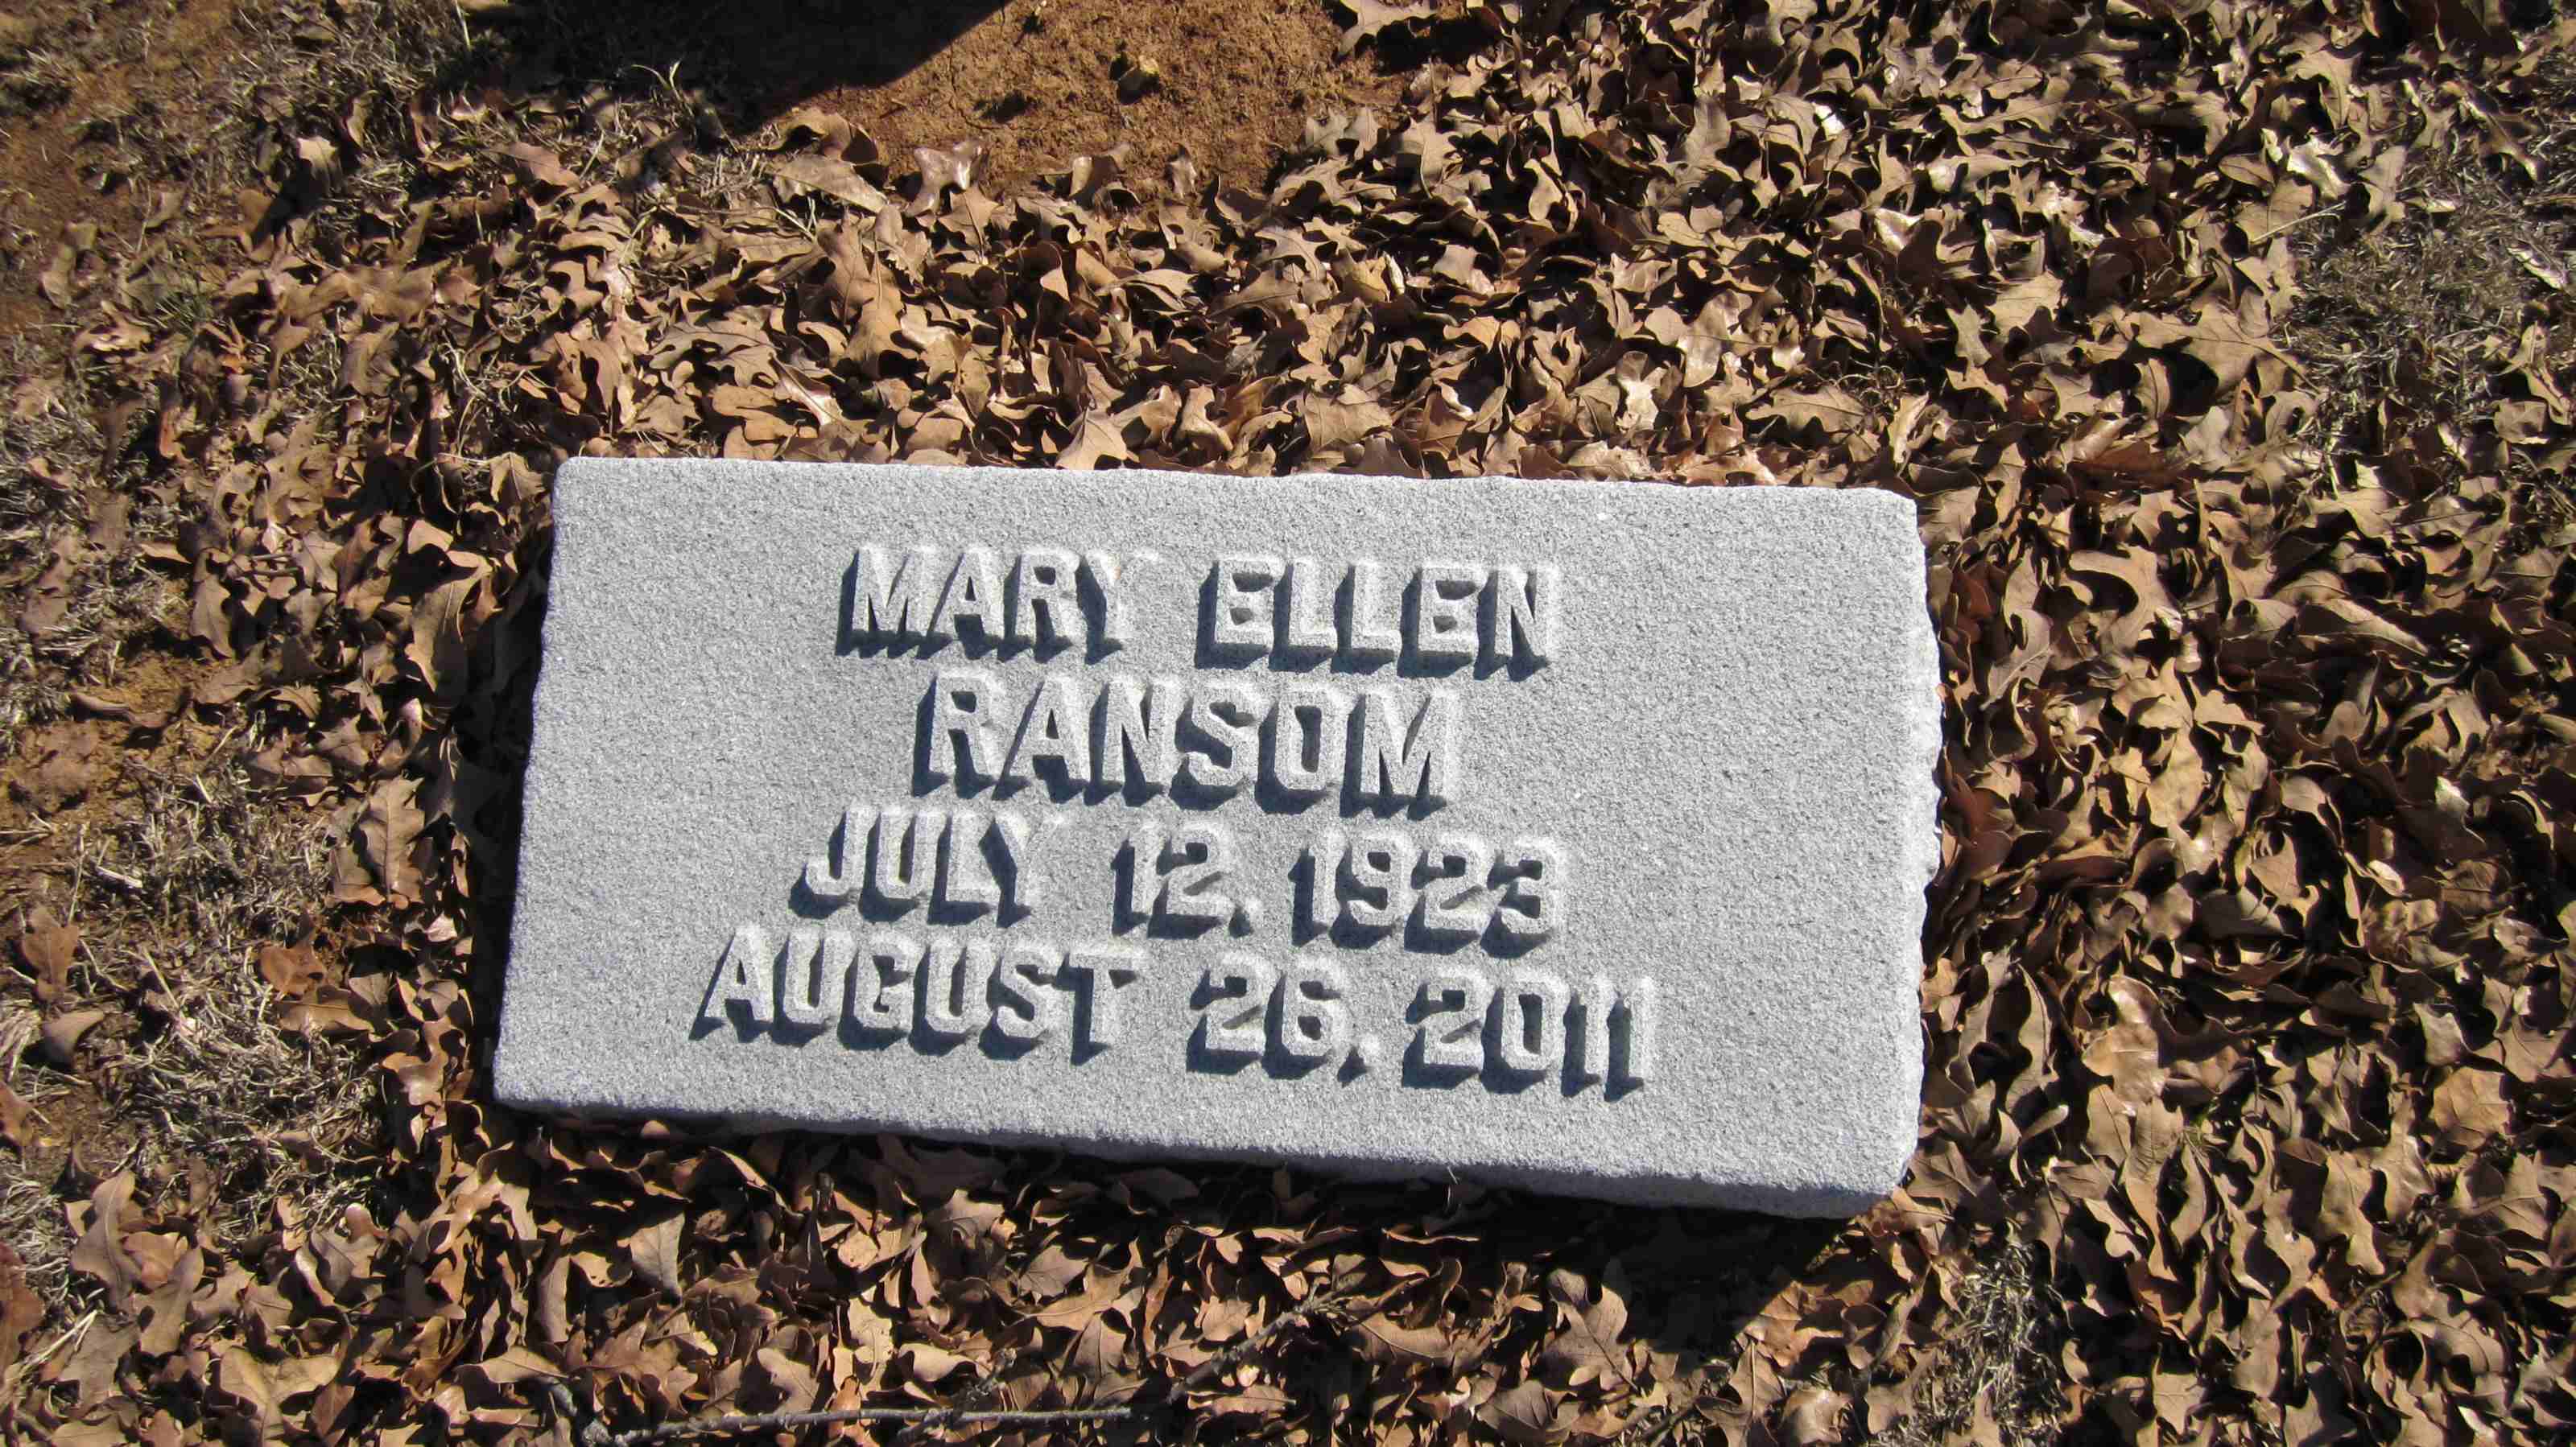 MARY ELLEN
RANSOM
JULY 12, 1923
AUGUST 26, 2011